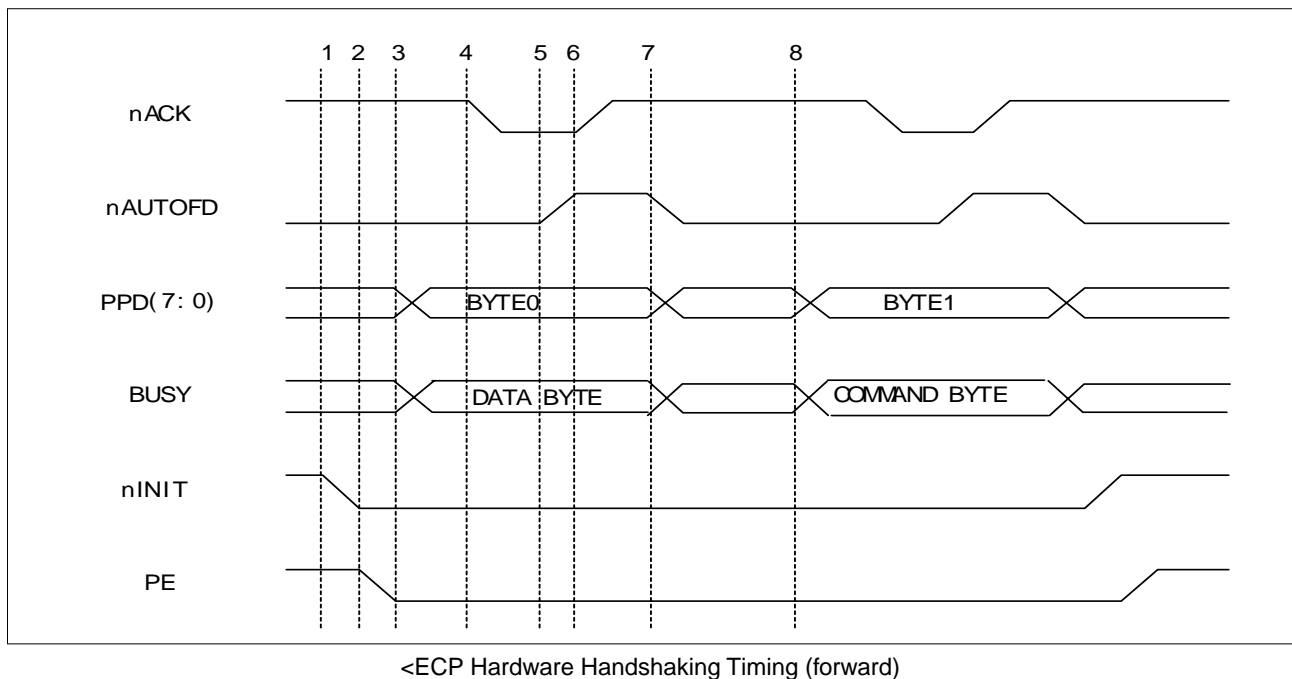 1 2 3 4 5 6 7 8
nACK
nAUTOFD
PPD(7:0) BYTE0 BYTE1
BUSY DATA BYTE COMMAND BYTE
nINIT
PE
<ECP Hardware Handshaking Timing (forward)